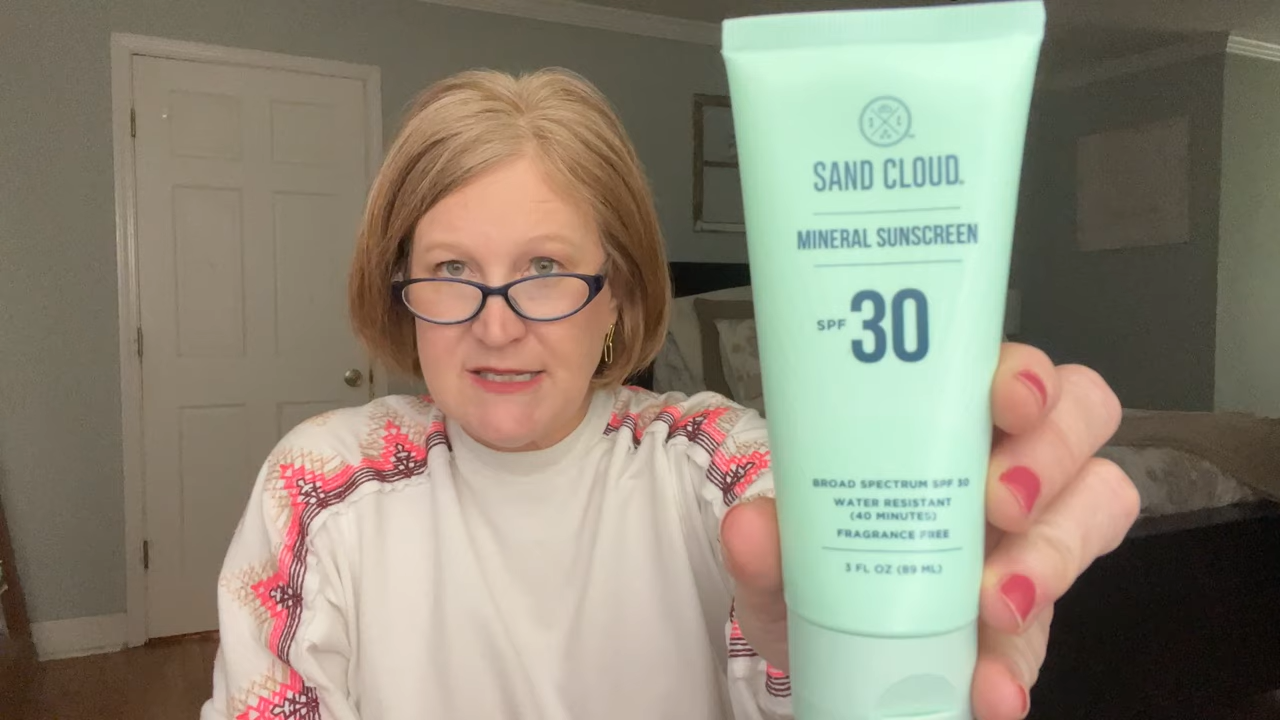 SAND CLOUD.
MINERAL SUNSCREEN
SPF 30
BROAD SPECTRUM SPF 30
WATER RESISTANT
(40 MINUTES)
FRAGRANCE FREE
3 FL OZ (89 ML)